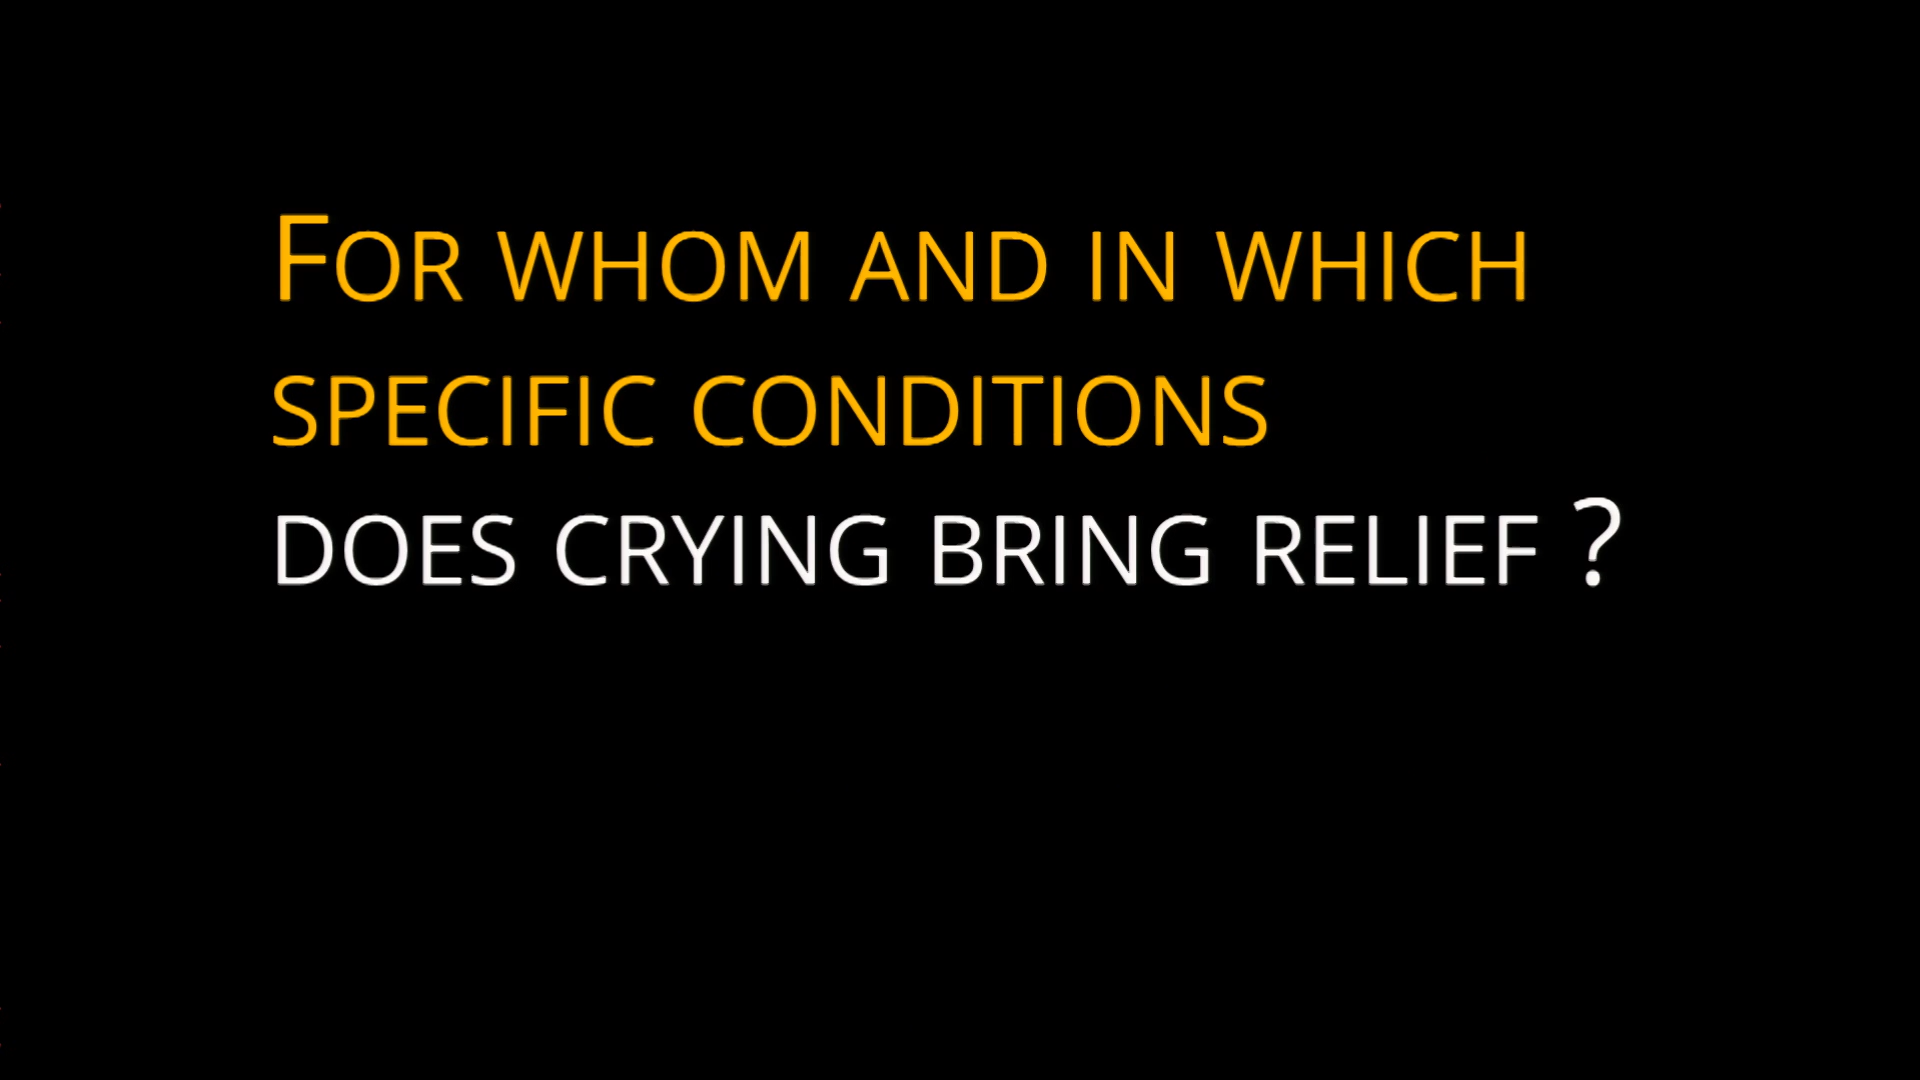 For whom and in which
specific conditions
does crying bring relief ?